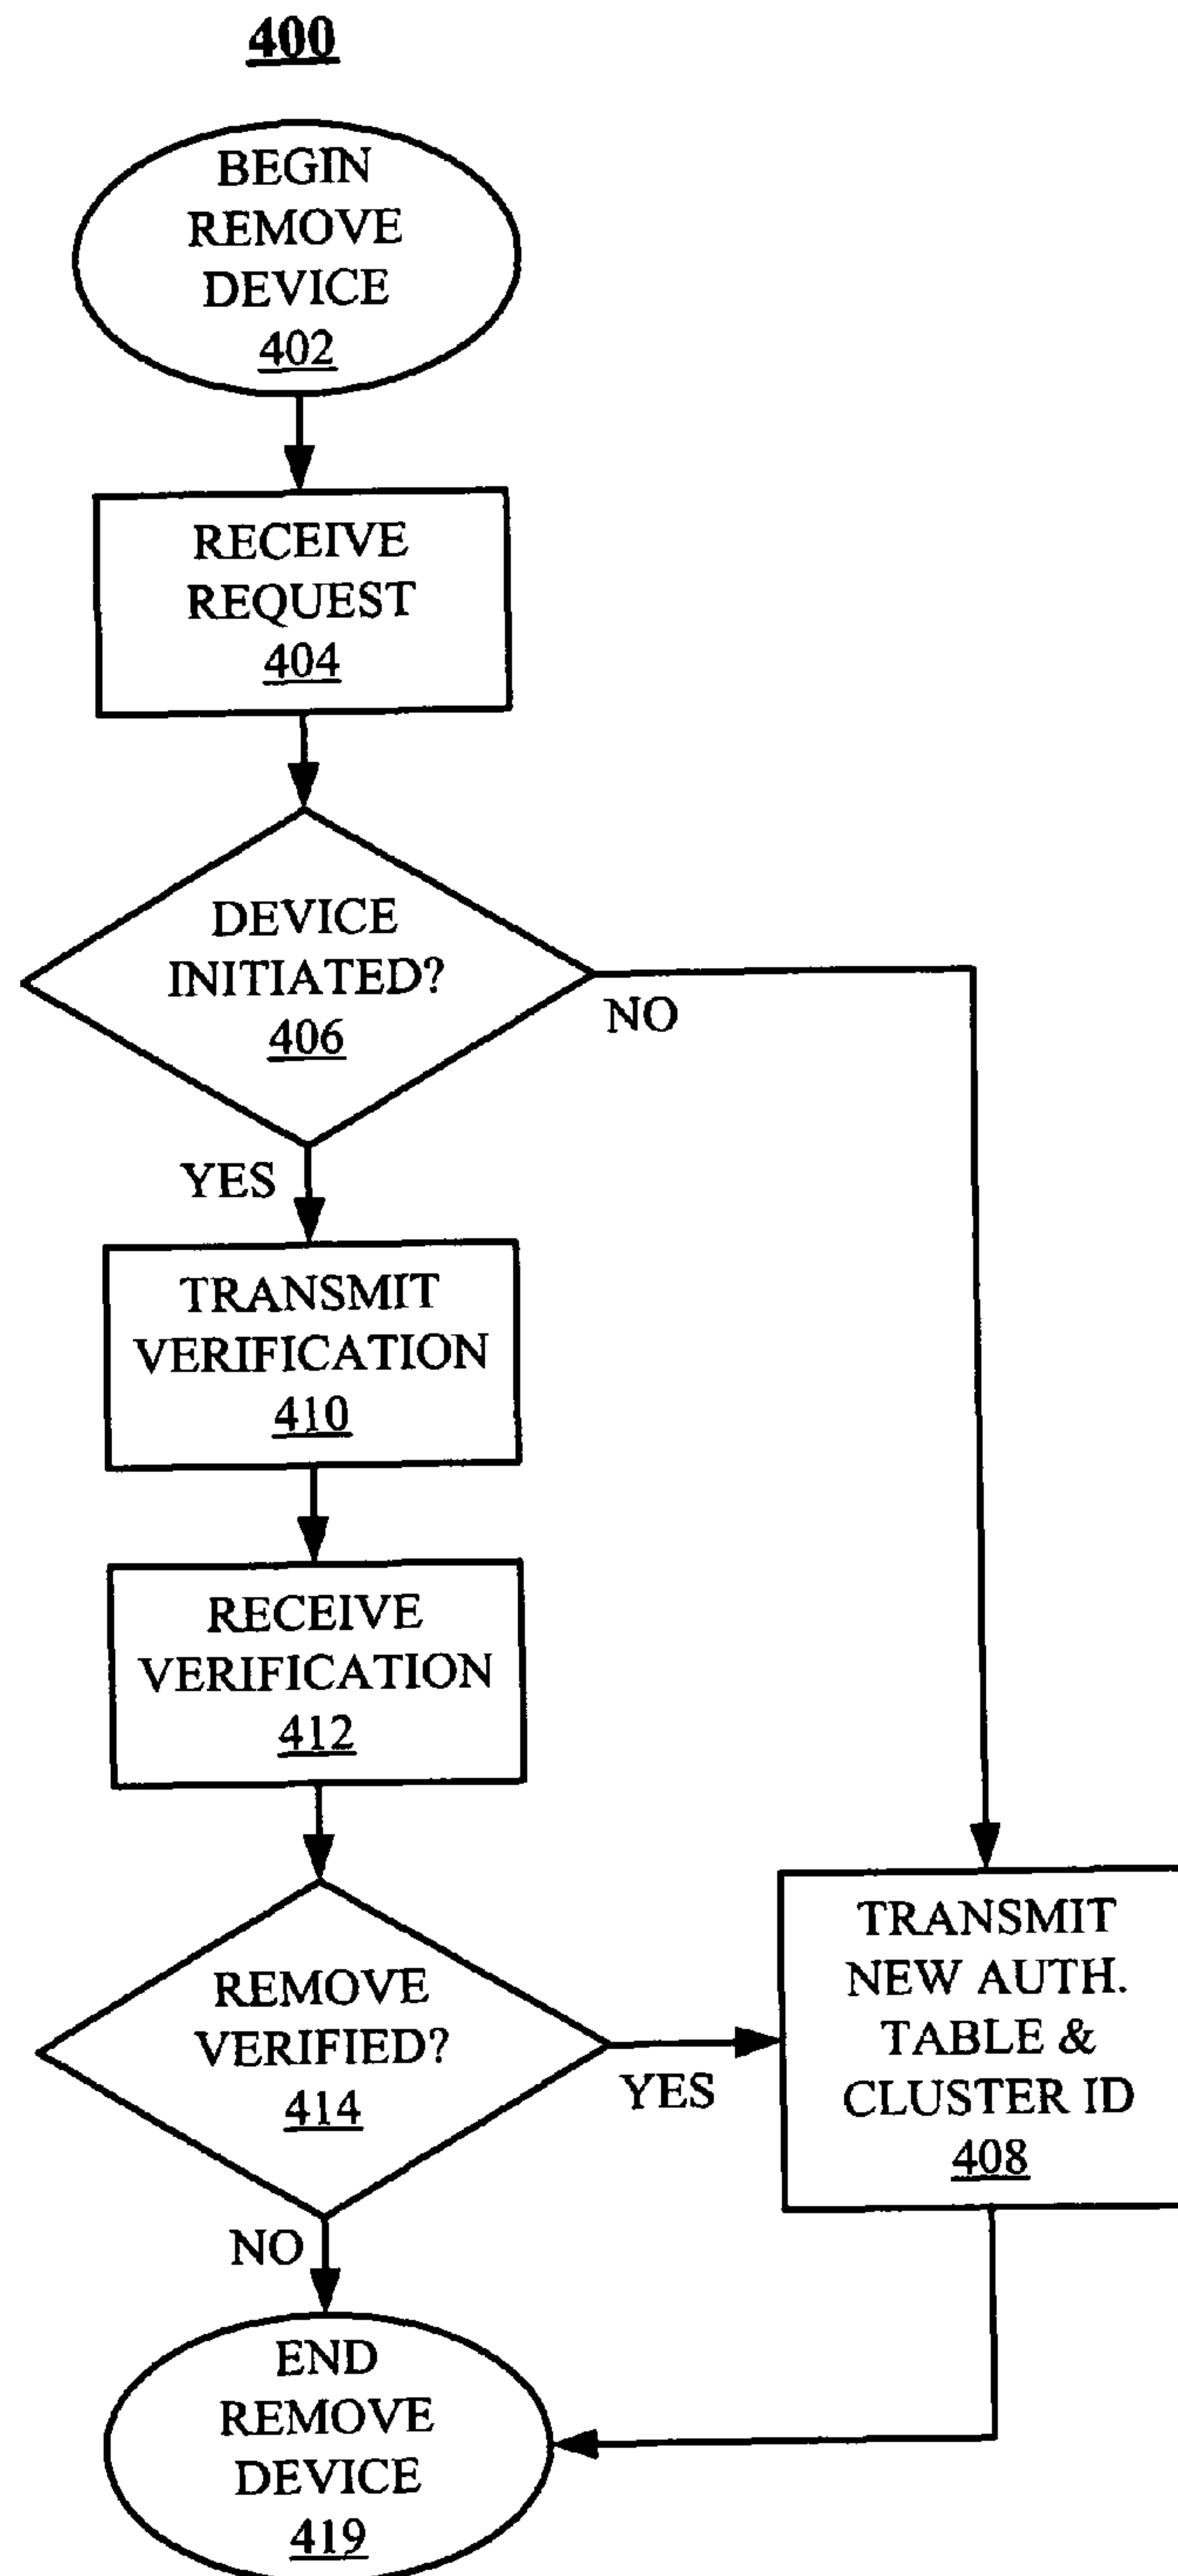 400
BEGIN
REMOVE
DEVICE
402
RECEIVE
REQUEST
404
DEVICE
INITIATED?
406
NO
YES
TRANSMIT
VERIFICATION
410
RECEIVE
VERIFICATION
412
REMOVE
VERIFIED?
414
YES
NO
TRANSMIT
NEW AUTH.
TABLE &
CLUSTER ID
408
END
REMOVE
DEVICE
419